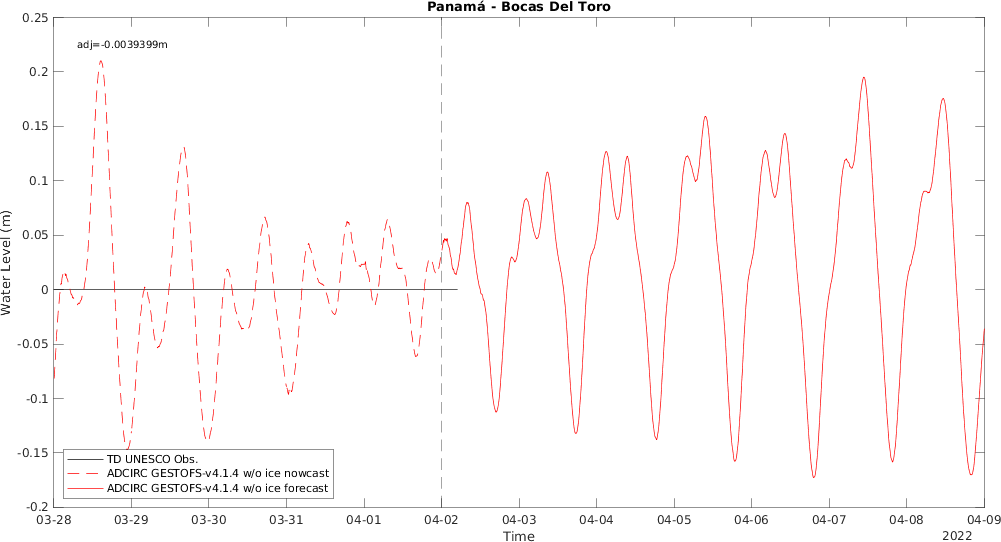 Panamá - Bocas Del Toro
adj=-0.0039399m
0.25
0.2
0.15
0.1
0.05
0
-0.05
-0.1
-0.15
-0.2
Water Level (m)
TD UNESCO Obs.
ADCIRC GESTOFS-v4.1.4 w/o ice nowcast
ADCIRC GESTOFS-v4.1.4 w/o ice forecast
03-28 03-29 03-30 03-31 04-01 04-02 04-03 04-04 04-05 04-06 04-07 04-08 04-09
Time
2022